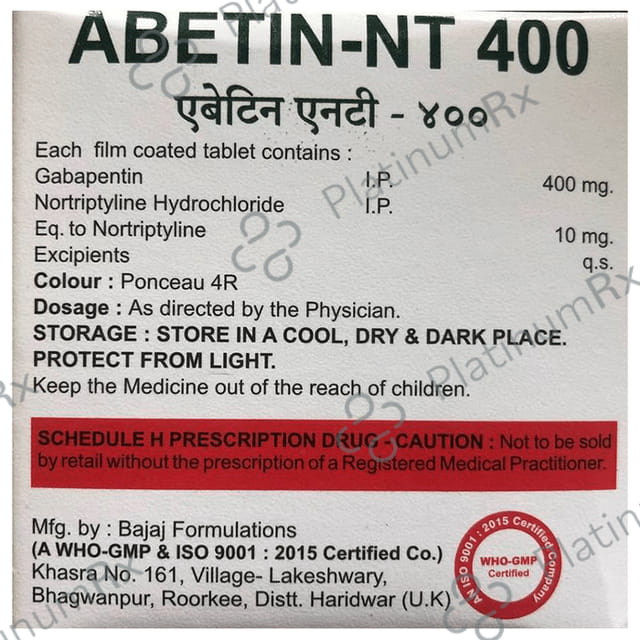 ABETIN-NT 400
एबेटिन एनटी - ४००
Each film coated tablet contains :
Gabapentin I.P. 400 mg.
Nortriptyline Hydrochloride I.P.
Eq. to Nortriptyline 10 mg.
Excipients q.s.
Colour : Ponceau 4R
Dosage : As directed by the Physician.
STORAGE : STORE IN A COOL, DRY & DARK PLACE.
PROTECT FROM LIGHT.
Keep the Medicine out of the reach of children.
SCHEDULE H PRESCRIPTION DRUG - CAUTION : Not to be sold
by retail without the prescription of a Registered Medical Practitioner.
Mfg. by : Bajaj Formulations
(A WHO-GMP & ISO 9001 : 2015 Certified Co.)
Khasra No. 161, Village- Lakeshwary,
Bhagwanpur, Roorkee, Distt. Haridwar (U.K)
AN ISO 9001 : 2015 Certified Company
WHO-GMP
Certified
PlatinumRx
PlatinumRx
PlatinumRx